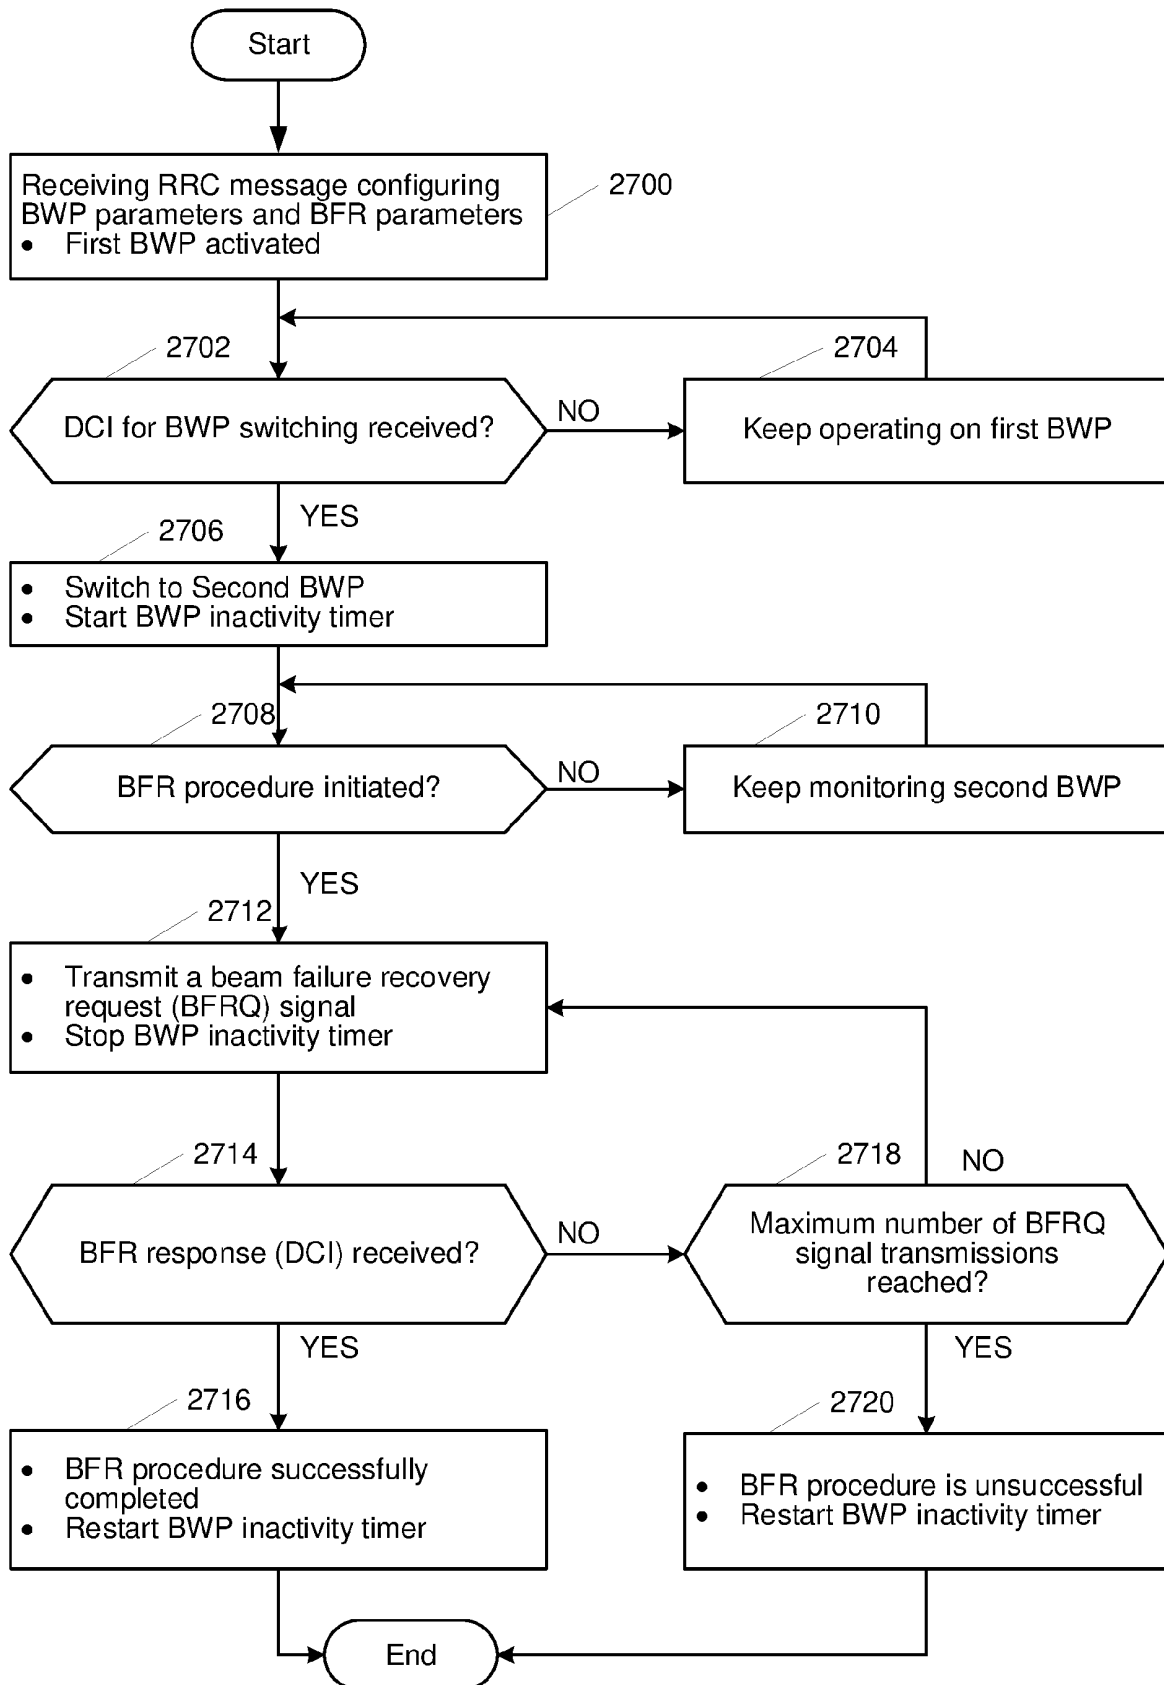 Start
Receiving RRC message configuring
BWP parameters and BFR parameters
• First BWP activated
2700
2702
DCI for BWP switching received?
NO
2704
Keep operating on first BWP
YES
2706
• Switch to Second BWP
• Start BWP inactivity timer
2708
BFR procedure initiated?
NO
2710
Keep monitoring second BWP
YES
2712
• Transmit a beam failure recovery
request (BFRQ) signal
• Stop BWP inactivity timer
2714
BFR response (DCI) received?
NO
2718
NO
Maximum number of BFRQ
signal transmissions
reached?
YES
YES
2716
• BFR procedure successfully
completed
• Restart BWP inactivity timer
2720
• BFR procedure is unsuccessful
• Restart BWP inactivity timer
End